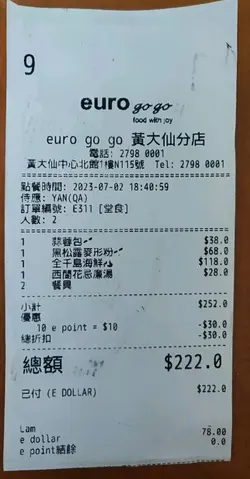 9
euro go go
food with joy
euro go go 黃大仙分店
電話: 2798 0001
黃大仙中心北館1樓N115號 Tel: 2798 0001
點餐時間: 2023-07-02 18:40:59
侍應: YAN(QA)
訂單編號: E311 [堂食]
人數: 2
1 蒜蓉包 $38.0
1 黑松露菱形粉 $68.0
1 全千島海鮮 $118.0
1 西蘭花忌廉湯 $28.0
2 餐具
小計 $252.0
優惠
10 e point = $10 -$30.0
總折扣 -$30.0
總額 $222.0
已付 (E DOLLAR) $222.0
Lam
e dollar 78.00
e point結餘 0.0